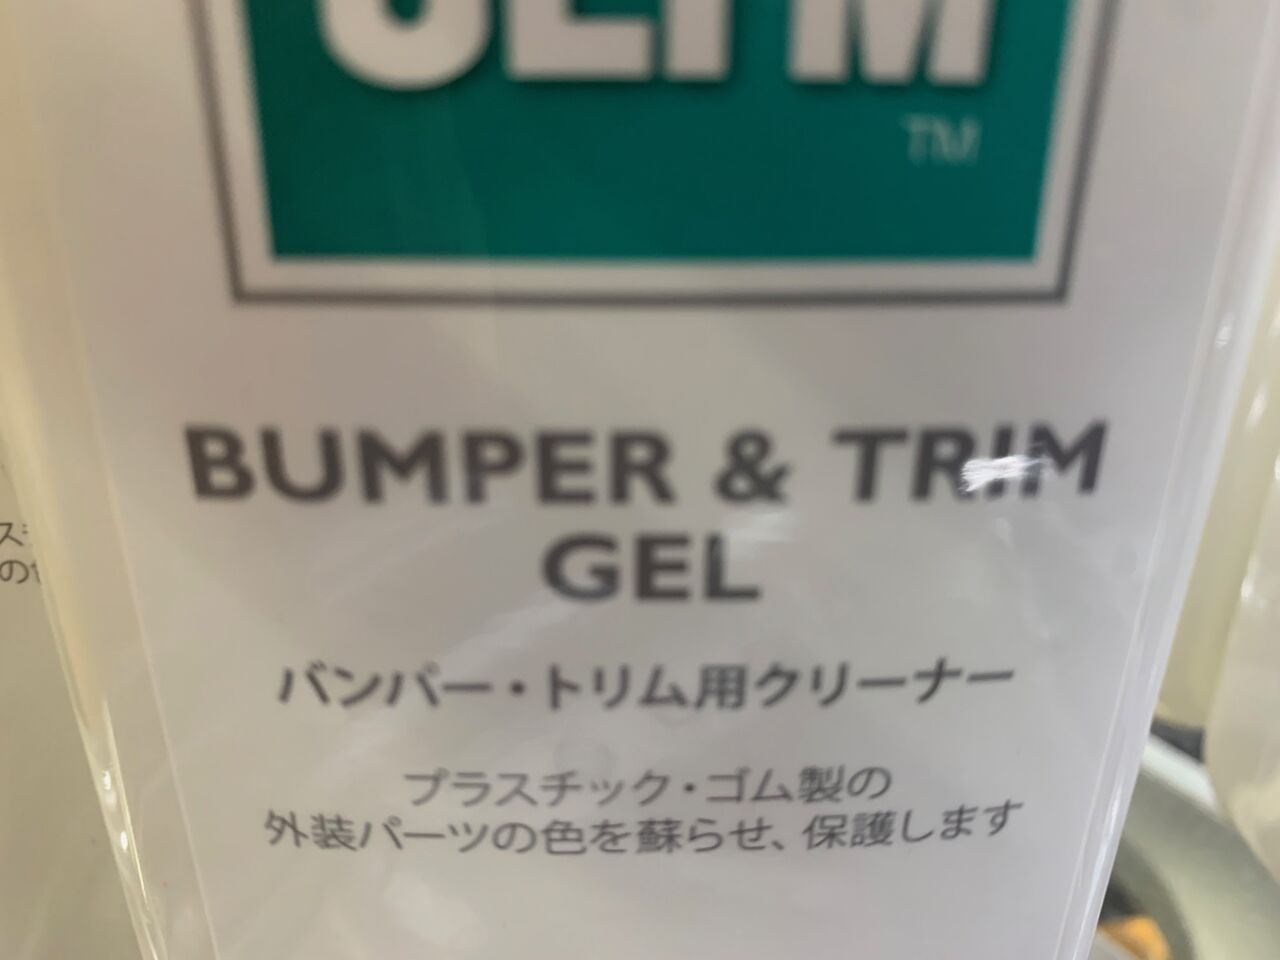 TM
BUMPER & TRIM
GEL
バンパー・トリム用クリーナー
プラスチック・ゴム製の
外装パーツの色を蘇らせ、保護します